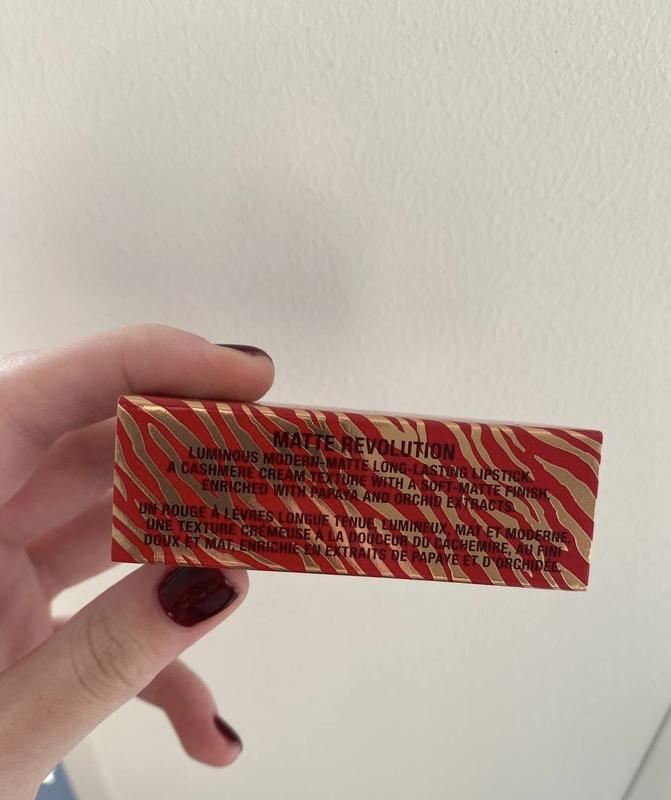 MATTE REVOLUTION
LUMINOUS MODERN-MATTE LONG-LASTING LIPSTICK.
A CASHMERE CREAM TEXTURE WITH A SOFT-MATTE FINISH,
ENRICHED WITH PAPAYA AND ORCHID EXTRACTS.
UN ROUGE À LÈVRES LONGUE TENUE, LUMINEUX, MAT ET MODERNE.
UNE TEXTURE CRÉMEUSE À LA DOUCEUR DU CACHEMIRE, AU FINI
DOUX ET MAT, ENRICHIE EN EXTRAITS DE PAPAYE ET D'ORCHIDÉE.